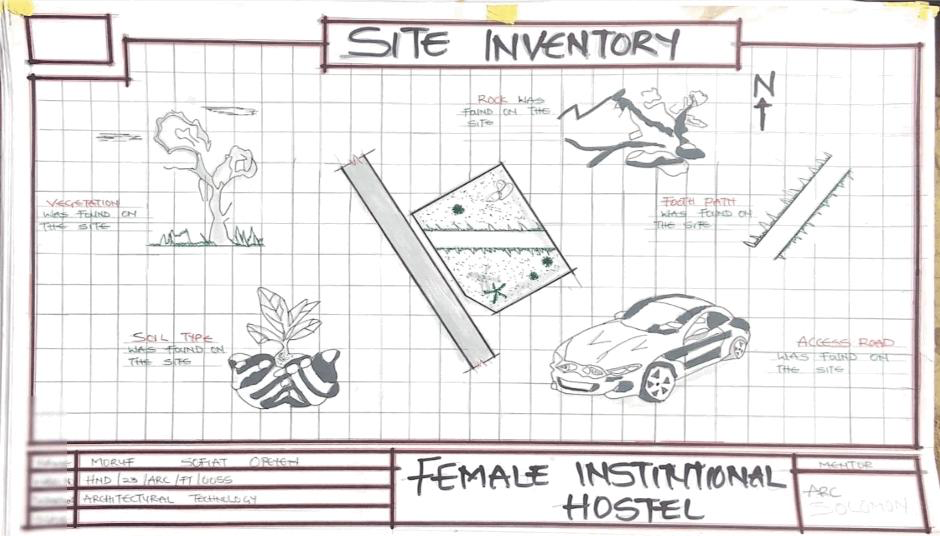 SITE INVENTORY
ROCK WAS
FOUND ON THE
SITE
N
VEGETATION
WAS FOUND ON
THE SITE
FOOTH PATH
WAS FOUND ON
THE SITE
SOIL TYPE
WAS FOUND ON
THE SITE
ACCESS ROAD
WAS FOUND ON
THE SITE
MORUF SOFIAT
HND / 23 / ARC / FT / 0055
ARCHITECTURAL TECHNOLOGY
FEMALE INSTITUTIONAL
HOSTEL
MENTOR
ARC
SOLOMON